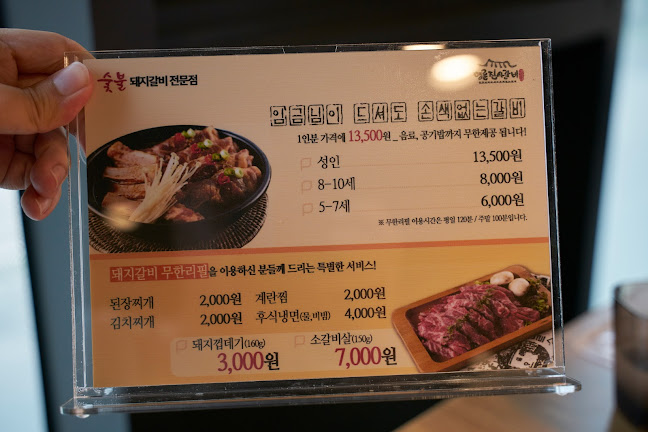 숯불 돼지갈비 전문점
명륜진사갈비
임금님이 드셔도 손색없는갈비
1인분 가격에 13,500원_음료, 공기밥까지 무한제공 됩니다!
성인 13,500원
8-10세 8,000원
5-7세 6,000원
※ 무한리필 이용시간은 평일 120분 / 주말 100분입니다.
돼지갈비 무한리필을 이용하신 분들께 드리는 특별한 서비스!
된장찌개 2,000원 계란찜 2,000원
김치찌개 2,000원 후식냉면(물,비빔) 4,000원
돼지껍데기(160g) 소갈비살(150g)
3,000원 7,000원